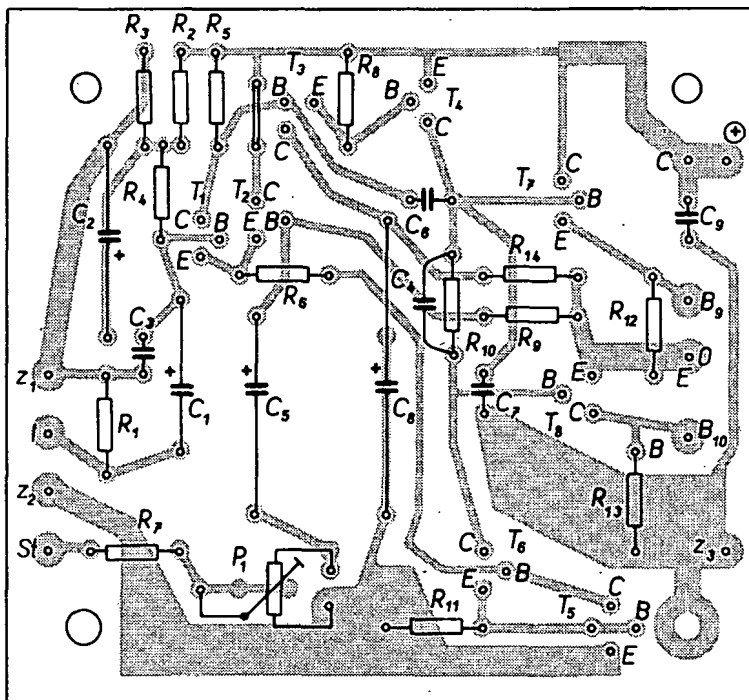 R3 R2 R5
T3 R8 E
B E B T4
C C
+
C2 R4 T1 T2 C C T7 C
C B E B C6 B C9
E E R14
R6 C4 R12 B9
C3 R10 R9 0
Z1 E E
R1 C1 C5 C8 C7 B
C T8 B10
I B
Z2 R13
R7 T6
St P1 C Z3
E B C
R11 T5 B
E